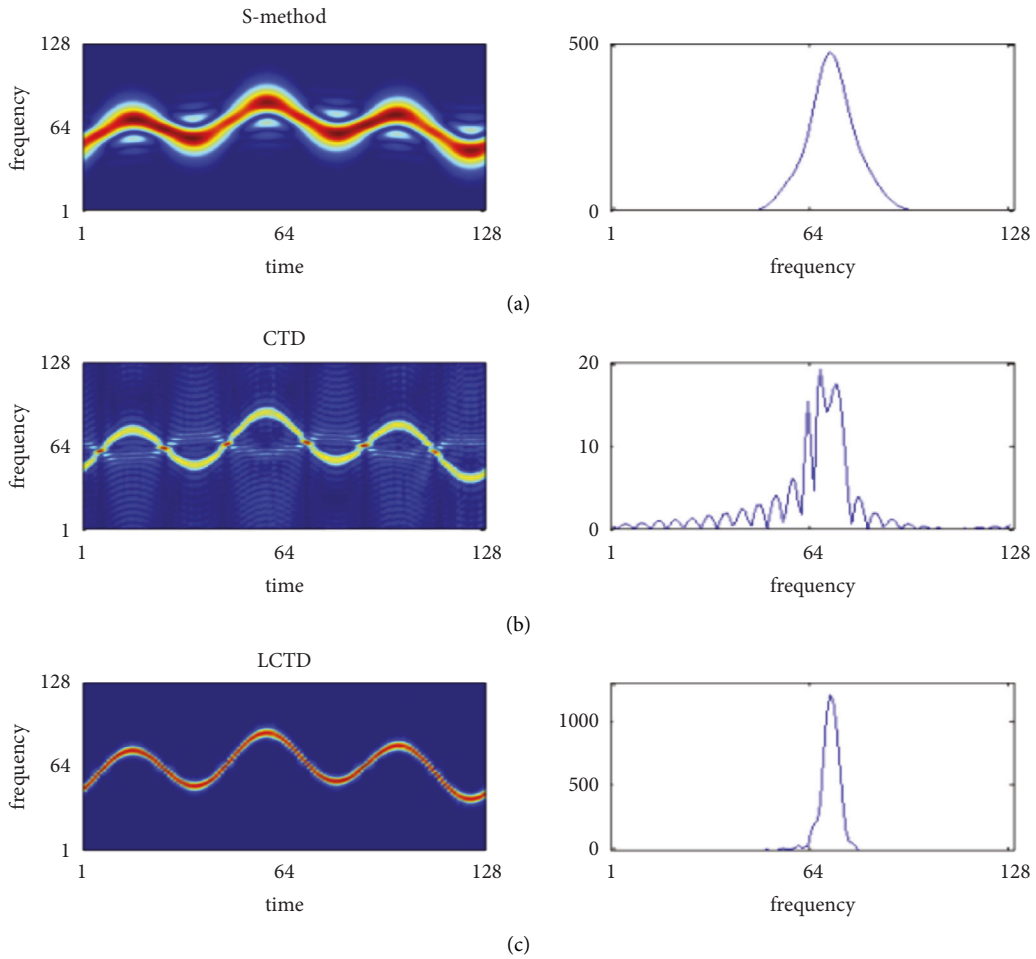 S-method
128
64
1
frequency
1 64 128
time
500
0
1 64 128
frequency
(a)
CTD
128
64
1
frequency
1 64 128
time
20
10
0
1 64 128
frequency
(b)
LCTD
128
64
1
frequency
1 64 128
time
1000
500
0
1 64 128
frequency
(c)